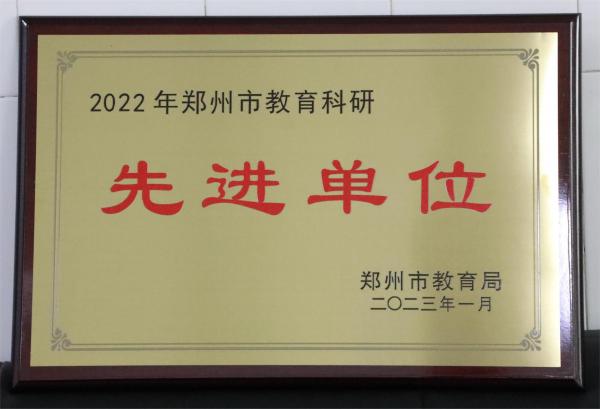 2022年郑州市教育科研
先进单位
郑州市教育局
二〇二三年一月